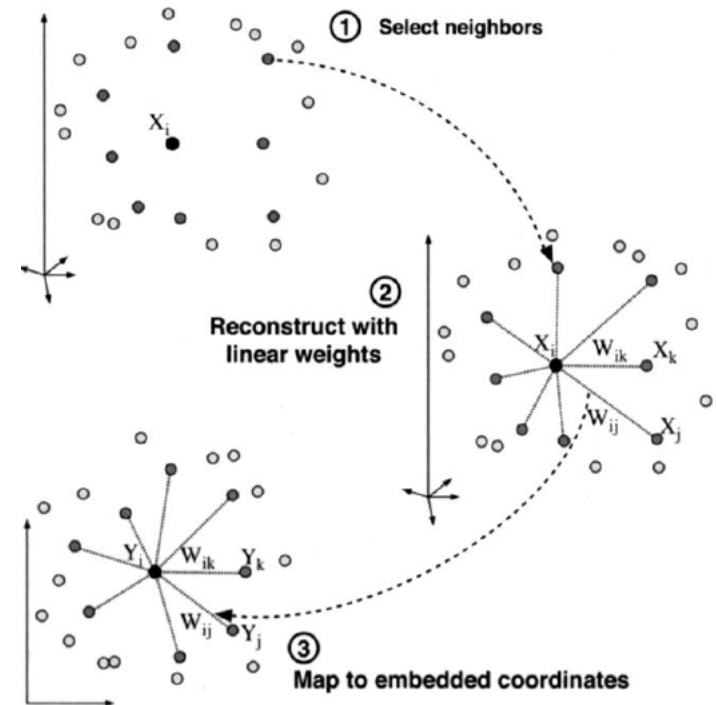 ① Select neighbors
X_i
②
Reconstruct with
linear weights
X_i
W_ik X_k
W_ij X_j
Y_i
W_ik Y_k
W_ij Y_j
③
Map to embedded coordinates